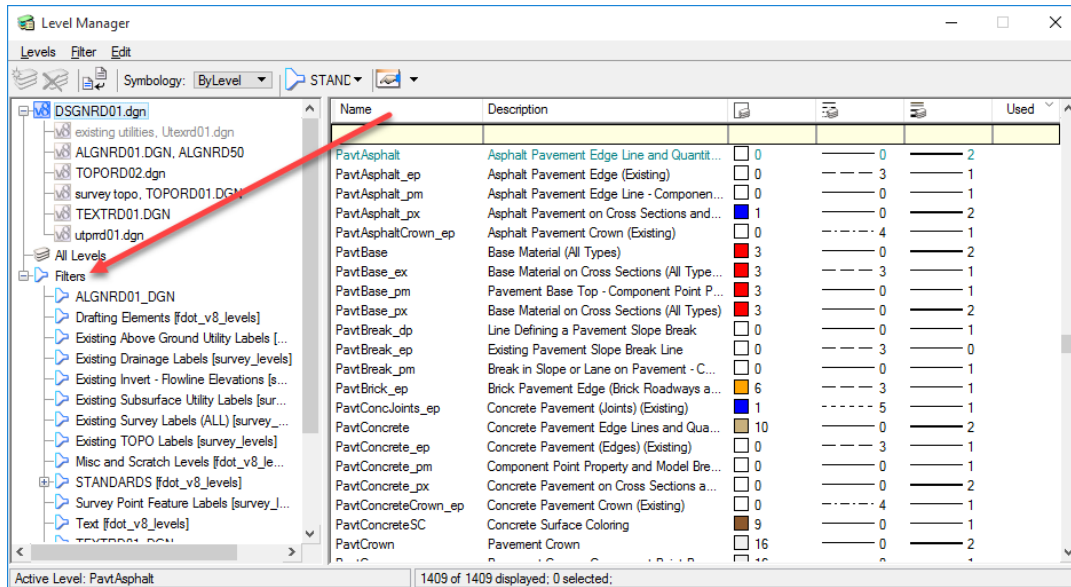 Level Manager
Levels Filter Edit
Symbology: ByLevel STANE
DSGNRD01.dgn
existing utilities, Utexrd01.dgn
ALGNRD01.DGN, ALGNRD50
TOPORD02.dgn
survey topo, TOPORD01.DGN
TEXTRD01.DGN
utprrd01.dgn
All Levels
Filters
ALGNRD01_DGN
Drafting Elements [fdot_v8_levels]
Existing Above Ground Utility Labels [...
Existing Drainage Labels [survey_levels]
Existing Invert - Flowline Elevations [s...
Existing Subsurface Utility Labels [sur...
Existing Survey Labels (ALL) [survey_...
Existing TOPO Labels [survey_levels]
Misc and Scratch Levels [fdot_v8_le...
STANDARDS [fdot_v8_levels]
Survey Point Feature Labels [survey_l...
Text [fdot_v8_levels]
Name Description Used
PavtAsphalt Asphalt Pavement Edge Line and Quantit... 0 0 2
PavtAsphalt_ep Asphalt Pavement Edge (Existing) 0 3 1
PavtAsphalt_pm Asphalt Pavement Edge Line - Componen... 0 0 1
PavtAsphalt_px Asphalt Pavement on Cross Sections and... 1 0 2
PavtAsphaltCrown_ep Asphalt Pavement Crown (Existing) 0 4 1
PavtBase Base Material (All Types) 3 0 2
PavtBase_ex Base Material on Cross Sections (All Type... 3 3 1
PavtBase_pm Pavement Base Top - Component Point P... 3 0 1
PavtBase_px Base Material on Cross Sections (All Types) 3 0 2
PavtBreak_dp Line Defining a Pavement Slope Break 0 0 1
PavtBreak_ep Existing Pavement Slope Break Line 0 3 0
PavtBreak_pm Break in Slope or Lane on Pavement - C... 0 0 1
PavtBrick_ep Brick Pavement Edge (Brick Roadways a... 6 3 1
PavtConcJoints_ep Concrete Pavement (Joints) (Existing) 1 5 1
PavtConcrete Concrete Pavement Edge Lines and Qua... 10 0 2
PavtConcrete_ep Concrete Pavement (Edges) (Existing) 0 3 1
PavtConcrete_pm Component Point Property and Model Bre... 0 0 1
PavtConcrete_px Concrete Pavement on Cross Sections a... 0 0 2
PavtConcreteCrown_ep Concrete Pavement Crown (Existing) 0 4 1
PavtConcreteSC Concrete Surface Coloring 9 0 1
PavtCrown Pavement Crown 16 0 2
Active Level: PavtAsphalt
1409 of 1409 displayed; 0 selected;